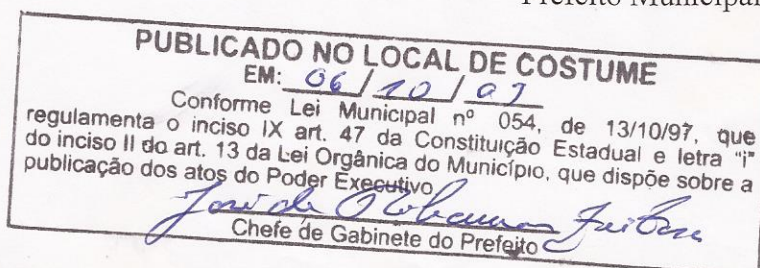 Prefeito Municipal
PUBLICADO NO LOCAL DE COSTUME
EM: 06 / 10 / 07
Conforme Lei Municipal nº 054, de 13/10/97, que
regulamenta o inciso IX art. 47 da Constituição Estadual e letra "i"
do inciso II do art. 13 da Lei Orgânica do Município, que dispõe sobre a
publicação dos atos do Poder Executivo
Chefe de Gabinete do Prefeito